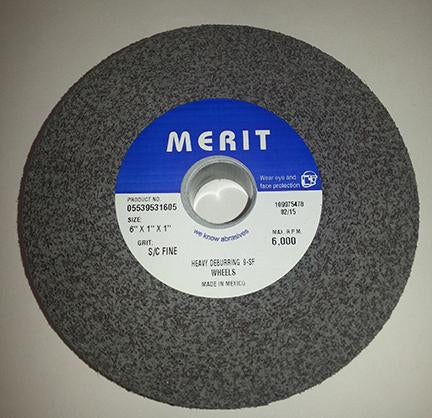 MERIT
Wear eye and
face protection
PRODUCT NO.
05539531605
SIZE:
6" X 1" X 1"
GRIT:
S/C FINE
109975478
02/15
MAX. R.P.M.
6,000
we know abrasives
HEAVY DEBURRING 9-SF
WHEELS
MADE IN MEXICO